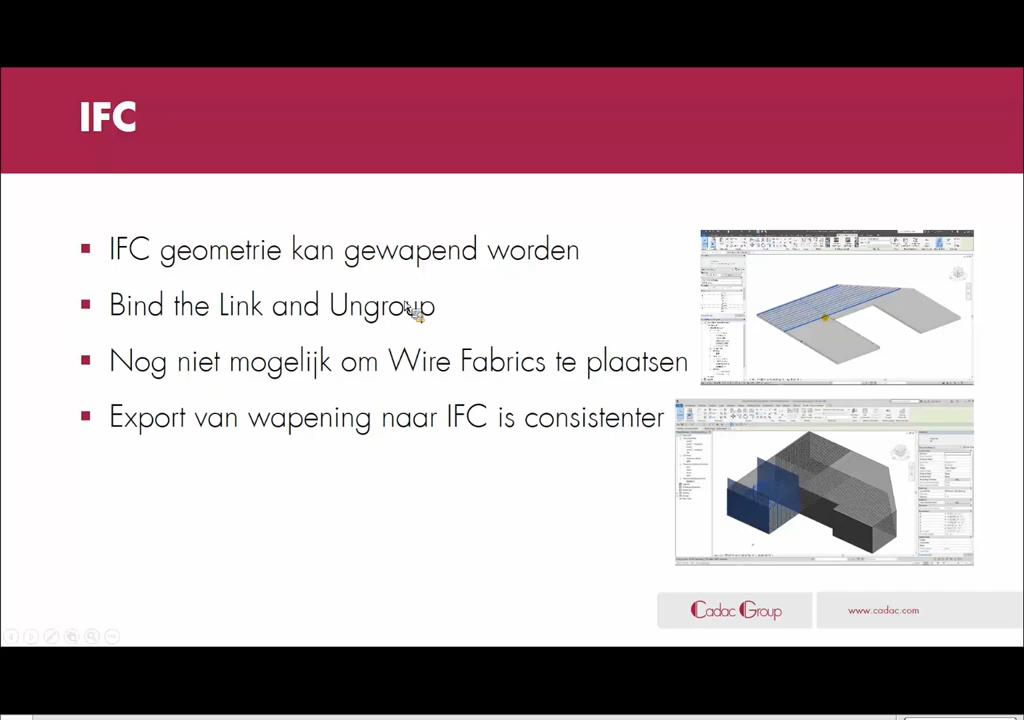 IFC
IFC geometrie kan gewapend worden
Bind the Link and Ungroup
Nog niet mogelijk om Wire Fabrics te plaatsen
Export van wapening naar IFC is consistenter
Cadac Group
www.cadac.com